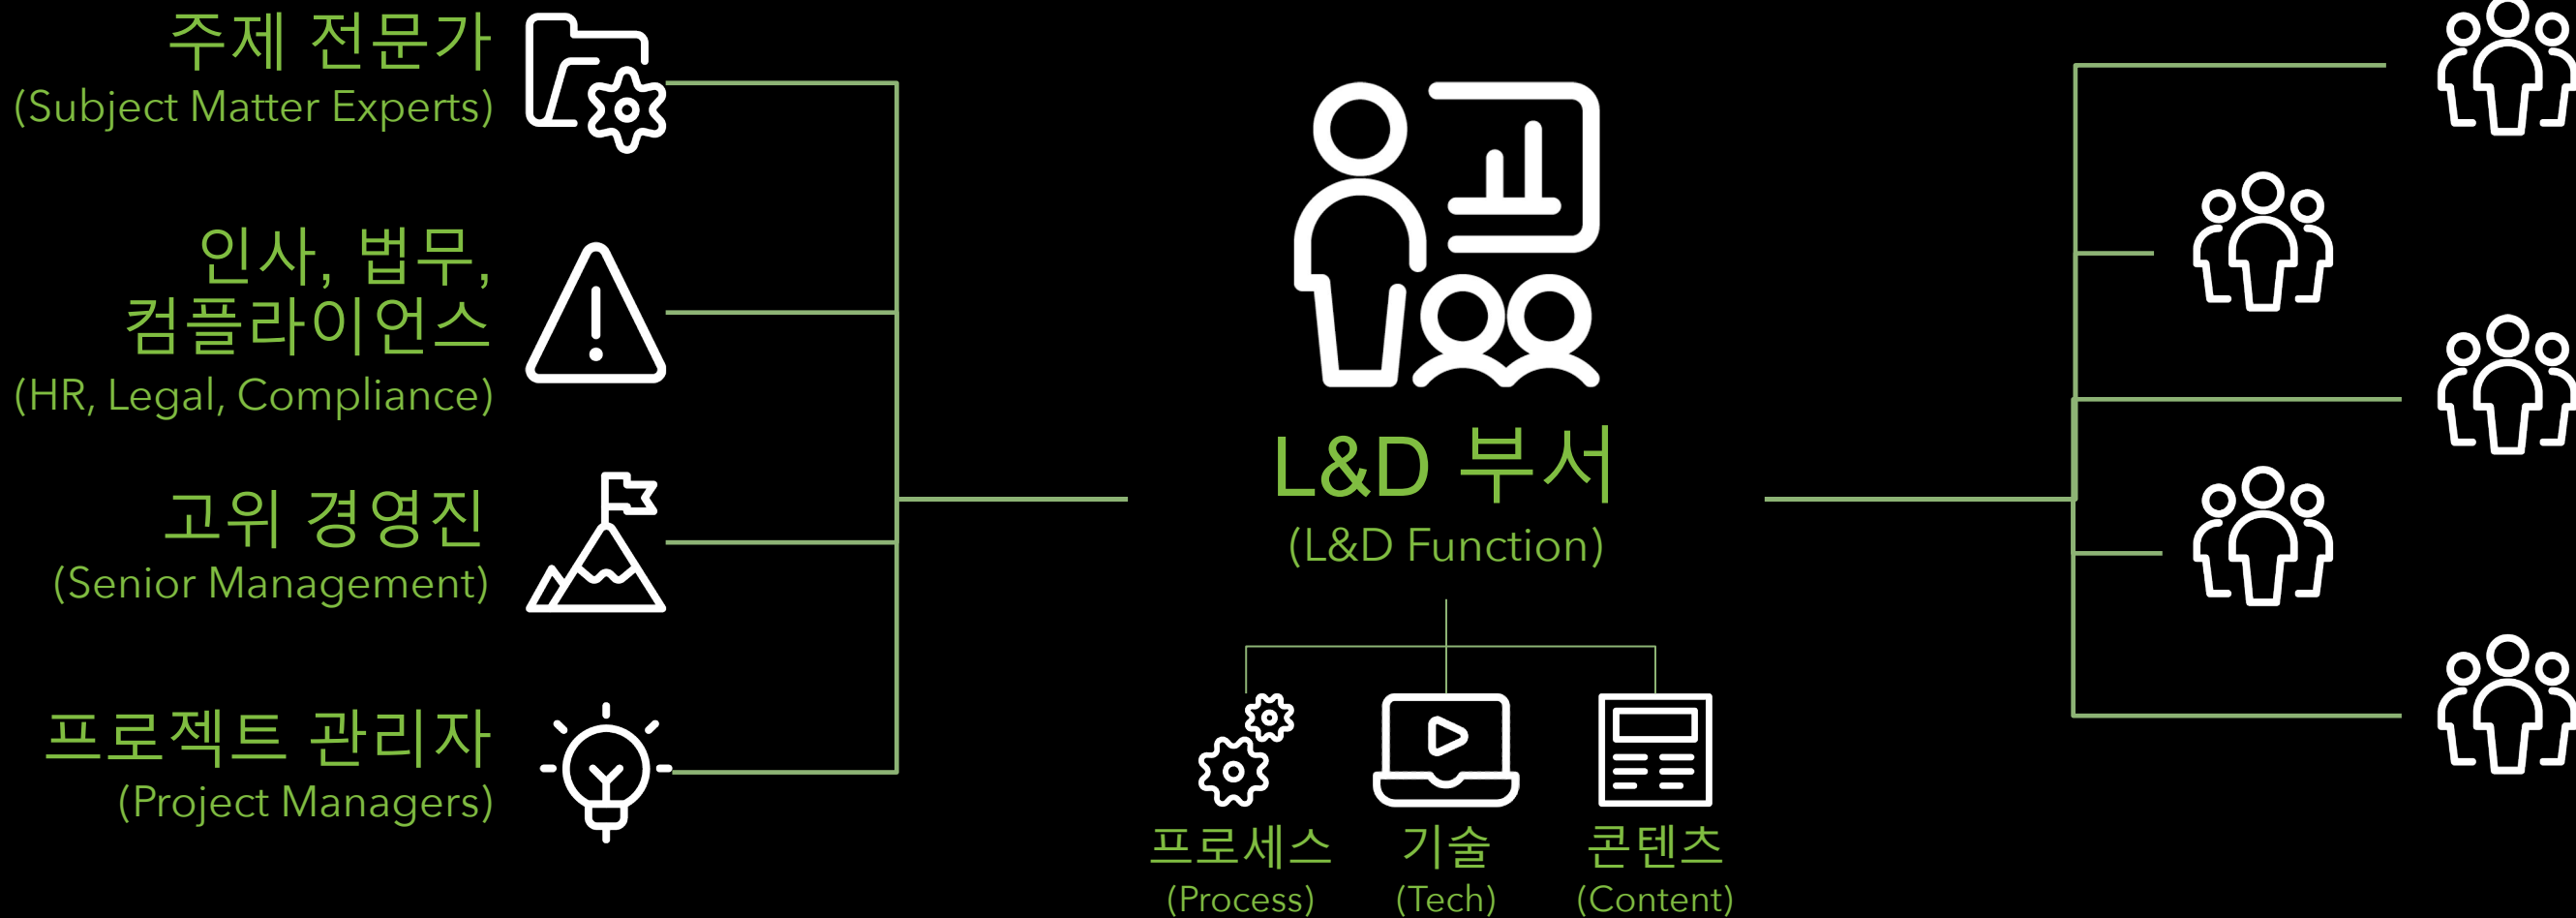 주제 전문가
(Subject Matter Experts)
인사, 법무,
컴플라이언스
(HR, Legal, Compliance)
고위 경영진
(Senior Management)
프로젝트 관리자
(Project Managers)
L&D 부서
(L&D Function)
프로세스
(Process)
기술
(Tech)
콘텐츠
(Content)